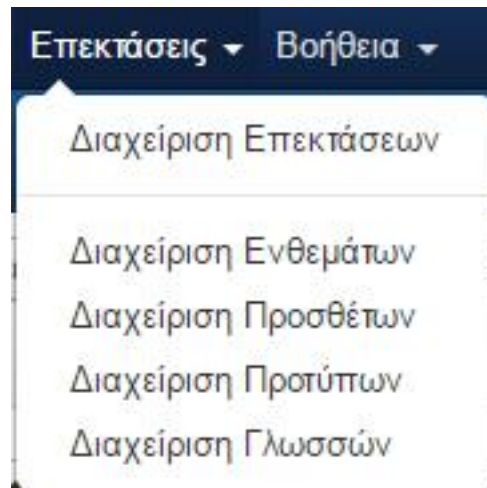 Επεκτάσεις Βοήθεια
Διαχείριση Επεκτάσεων
Διαχείριση Ενθεμάτων
Διαχείριση Προσθέτων
Διαχείριση Προτύπων
Διαχείριση Γλωσσών